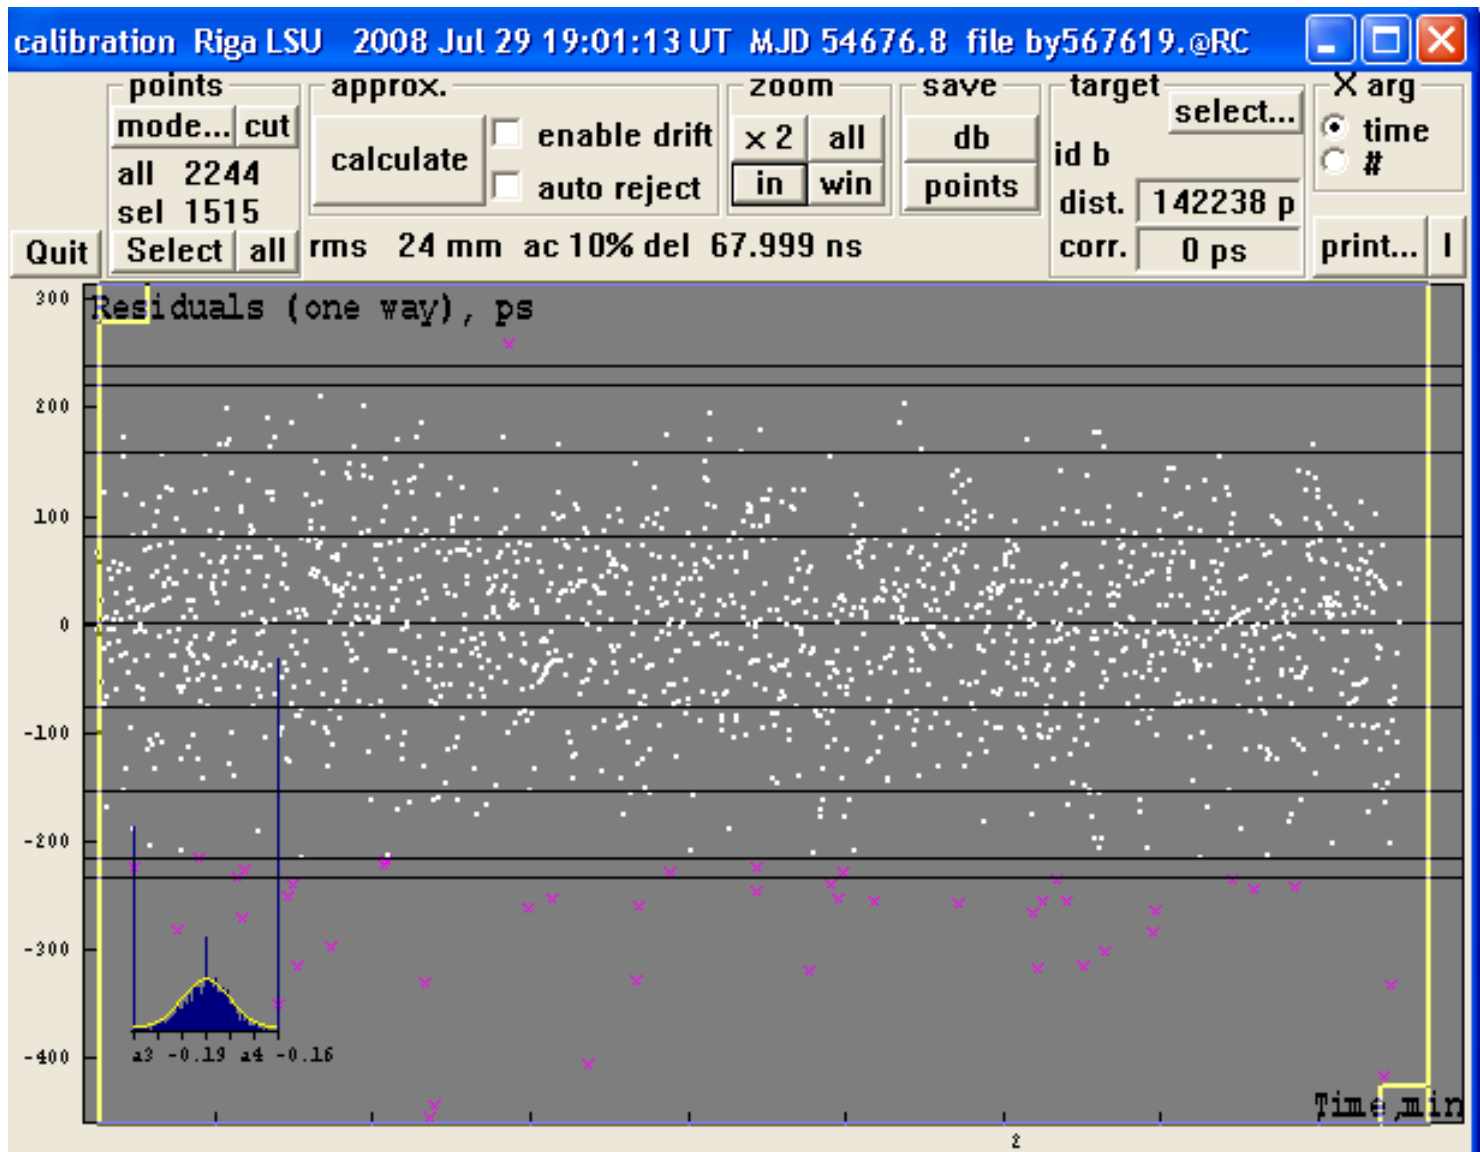 calibration Riga LSU 2008 Jul 29 19:01:13 UT MJD 54676.8 file by567619.@RC
points approx. zoom save target X arg
mode... cut calculate enable drift x 2 all db select... time
all 2244 auto reject in win points id b #
sel 1515 dist. 142238 p
Quit Select all rms 24 mm ac 10% del 67.999 ns corr. 0 ps print... I
Residuals (one way), ps
300
200
100
0
-100
-200
-300
-400
a3 -0.19 a4 -0.16
Time,min
2